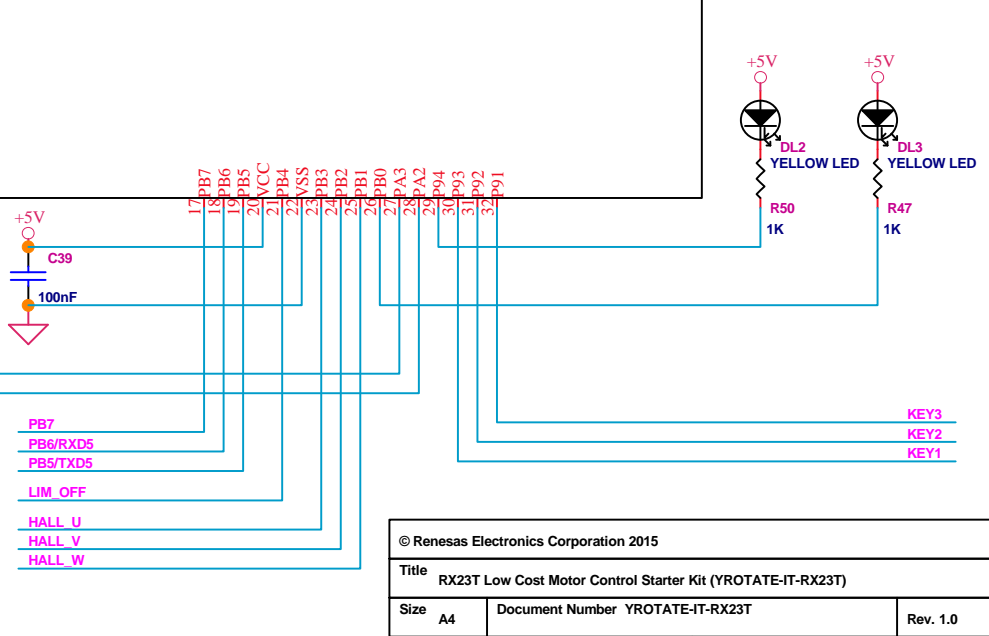 +5V
+5V
DL2
YELLOW LED
DL3
YELLOW LED
R50
1K
R47
1K
17 PB7
18 PB6
19 PB5
20 VCC
21 PB4
22 VSS
23 PB3
24 PB2
25 PB1
26 PB0
27 PA3
28 PA2
29 P94
30 P93
31 P92
32 P91
+5V
C39
100nF
PB7
PB6/RXD5
PB5/TXD5
LIM_OFF
HALL_U
HALL_V
HALL_W
KEY3
KEY2
KEY1
© Renesas Electronics Corporation 2015
Title RX23T Low Cost Motor Control Starter Kit (YROTATE-IT-RX23T)
Size A4 Document Number YROTATE-IT-RX23T Rev. 1.0